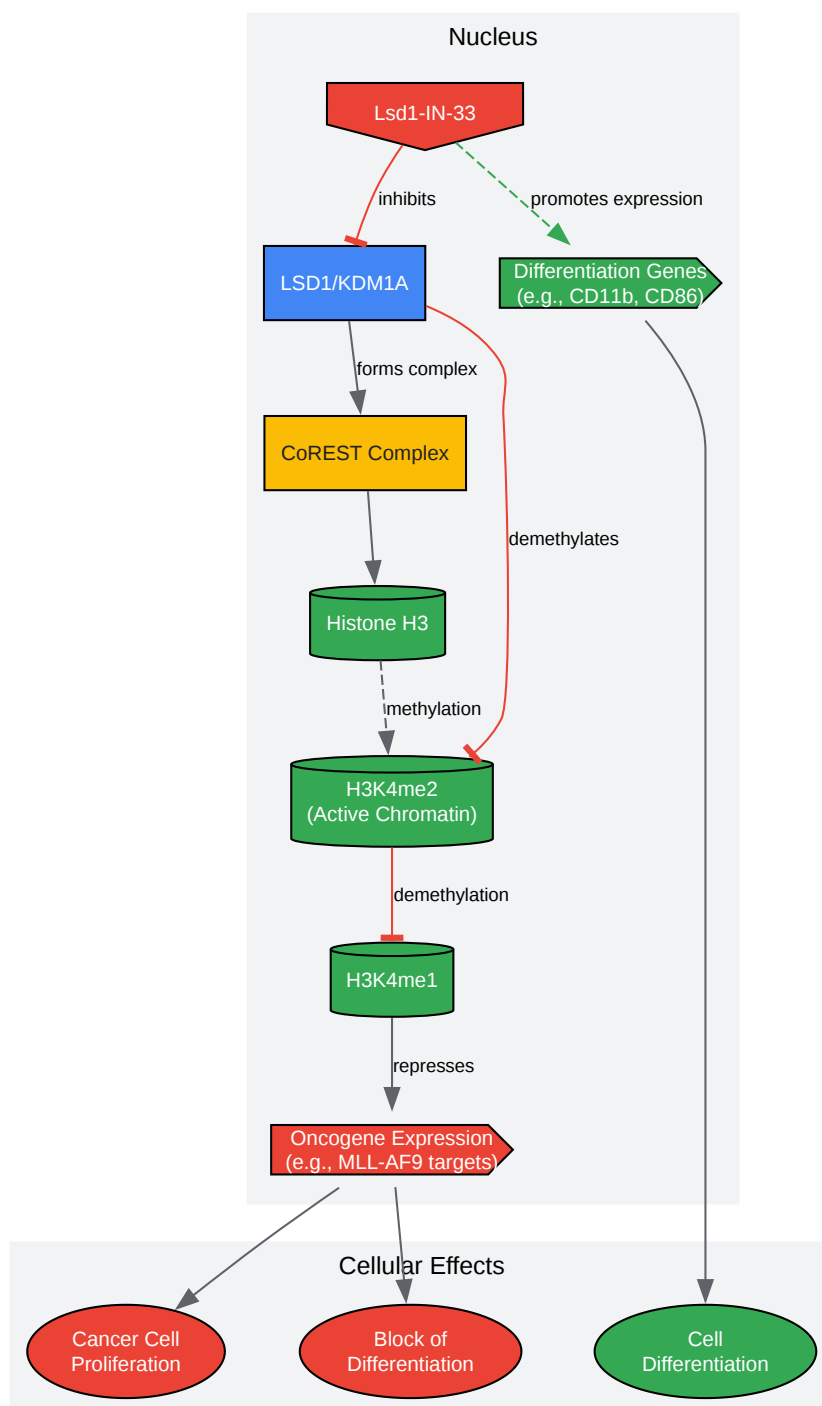 Nucleus
Lsd1-IN-33
inhibits
promotes expression
LSD1/KDM1A
Differentiation Genes
(e.g., CD11b, CD86)
forms complex
CoREST Complex
demethylates
Histone H3
methylation
H3K4me2
(Active Chromatin)
demethylation
H3K4me1
represses
Oncogene Expression
(e.g., MLL-AF9 targets)
Cellular Effects
Cancer Cell
Proliferation
Block of
Differentiation
Cell
Differentiation